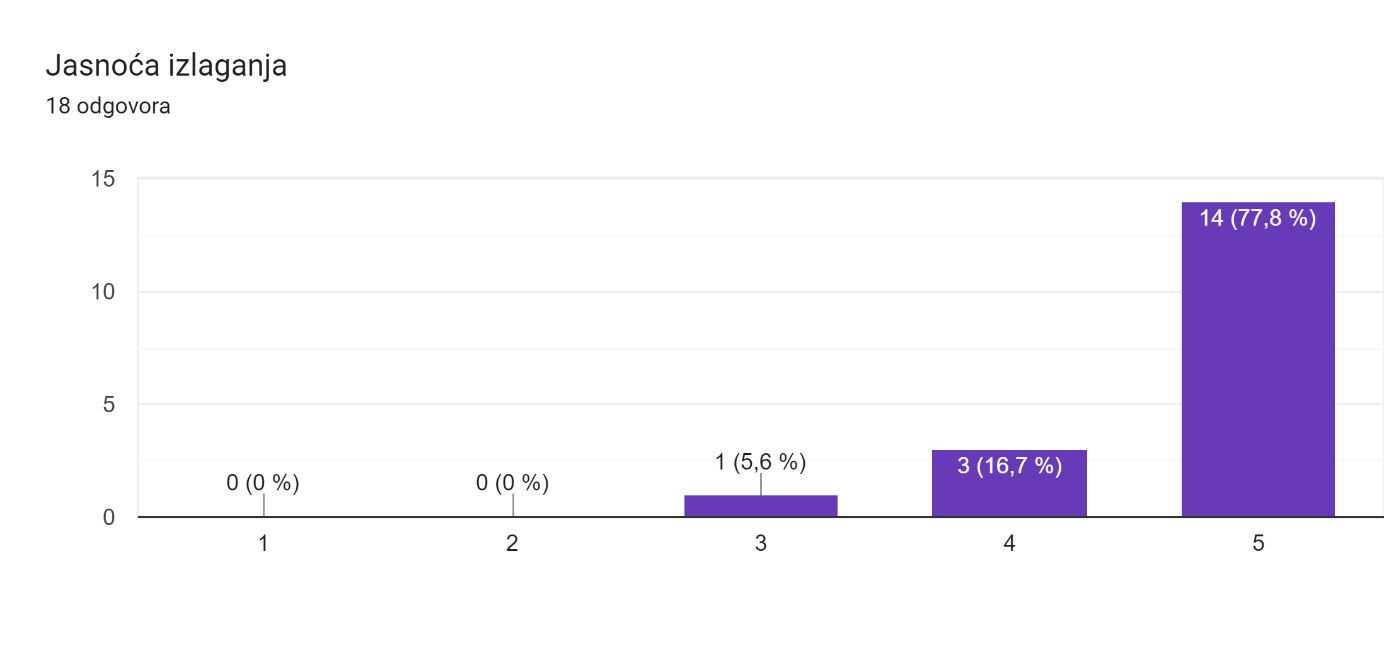 Jasnoća izlaganja
18 odgovora
15
10
5
0
0 (0 %)
0 (0 %)
1 (5,6 %)
3 (16,7 %)
14 (77,8 %)
1
2
3
4
5